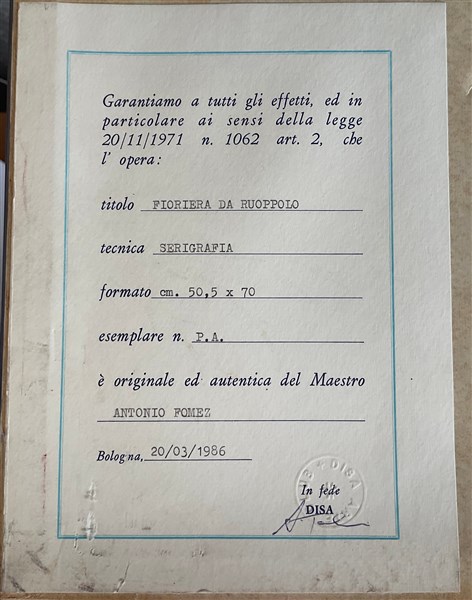 Garantiamo a tutti gli effetti, ed in
particolare ai sensi della legge
20/11/1971 n. 1062 art. 2, che
l' opera:
titolo FIORIERA DA RUOPPOLO
tecnica SERIGRAFIA
formato cm. 50,5 x 70
esemplare n. P.A.
è originale ed autentica del Maestro
ANTONIO FOMEZ
Bologna, 20/03/1986
In fede
DISA
DISA